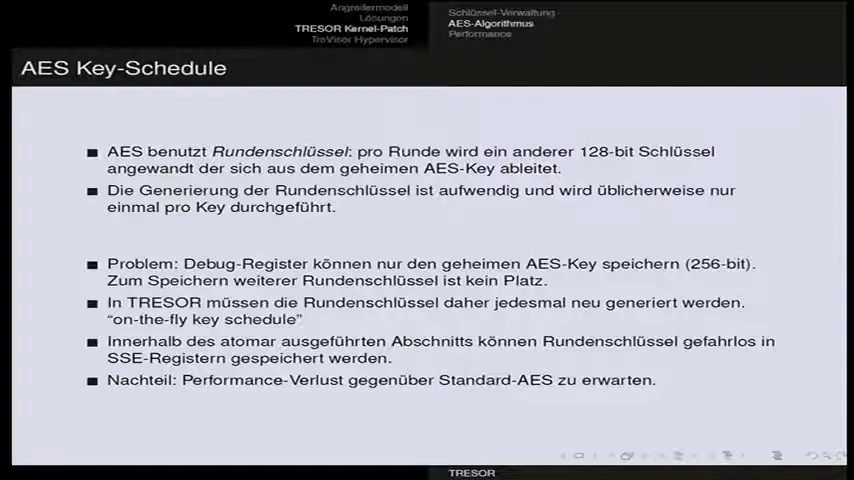 Angreifermodell
Lösungen
TRESOR Kernel-Patch
TreVisor Hypervisor
Schlüssel-Verwaltung
AES-Algorithmus
Performance
AES Key-Schedule
AES benutzt Rundenschlüssel: pro Runde wird ein anderer 128-bit Schlüssel
angewandt der sich aus dem geheimen AES-Key ableitet.
Die Generierung der Rundenschlüssel ist aufwendig und wird üblicherweise nur
einmal pro Key durchgeführt.
Problem: Debug-Register können nur den geheimen AES-Key speichern (256-bit).
Zum Speichern weiterer Rundenschlüssel ist kein Platz.
In TRESOR müssen die Rundenschlüssel daher jedesmal neu generiert werden.
“on-the-fly key schedule”
Innerhalb des atomar ausgeführten Abschnitts können Rundenschlüssel gefahrlos in
SSE-Registern gespeichert werden.
Nachteil: Performance-Verlust gegenüber Standard-AES zu erwarten.
TRESOR